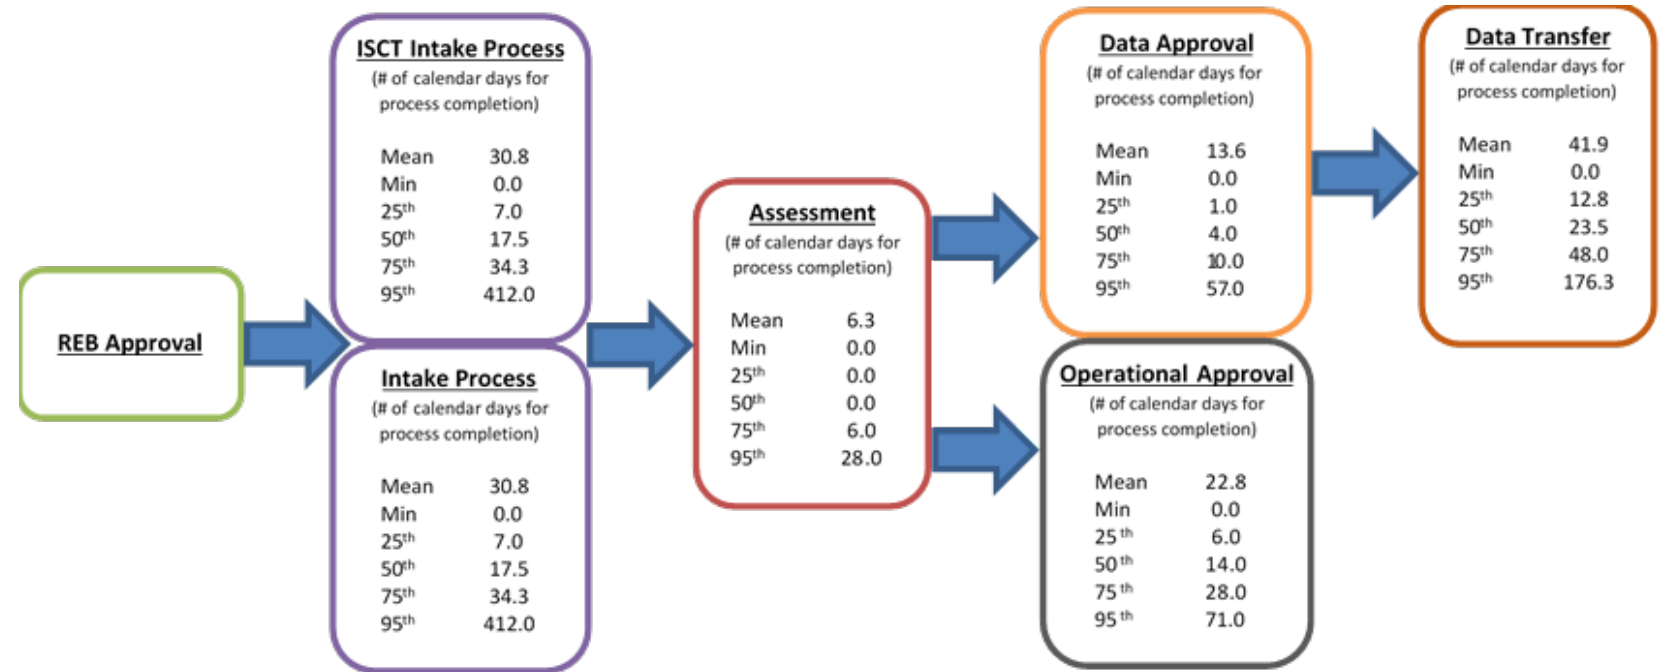 REB Approval
ISCT Intake Process
(# of calendar days for
process completion)
Mean 30.8
Min 0.0
25th 7.0
50th 17.5
75th 34.3
95th 412.0
Intake Process
(# of calendar days for
process completion)
Mean 30.8
Min 0.0
25th 7.0
50th 17.5
75th 34.3
95th 412.0
Assessment
(# of calendar days for
process completion)
Mean 6.3
Min 0.0
25th 0.0
50th 0.0
75th 6.0
95th 28.0
Data Approval
(# of calendar days for
process completion)
Mean 13.6
Min 0.0
25th 1.0
50th 4.0
75th 10.0
95th 57.0
Operational Approval
(# of calendar days for
process completion)
Mean 22.8
Min 0.0
25th 6.0
50th 14.0
75th 28.0
95th 71.0
Data Transfer
(# of calendar days for
process completion)
Mean 41.9
Min 0.0
25th 12.8
50th 23.5
75th 48.0
95th 176.3